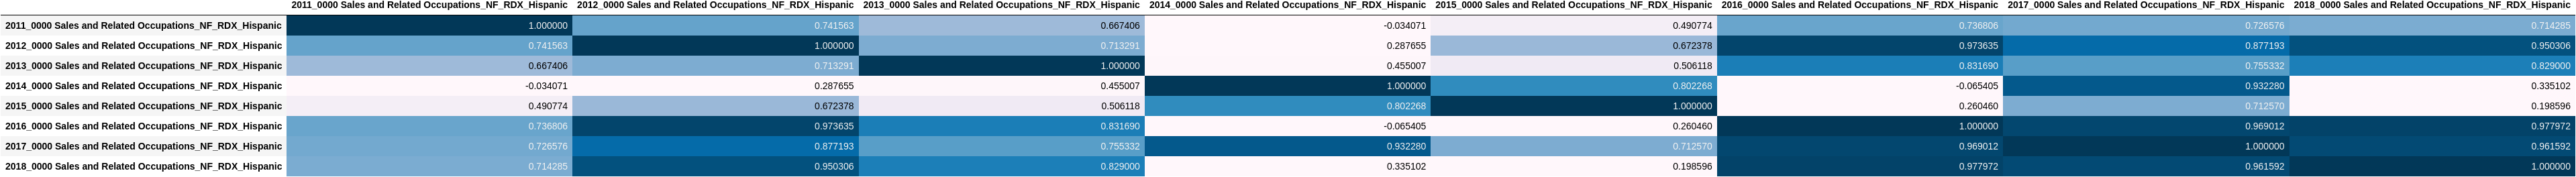 2011_0000 Sales and Related Occupations_NF_RDX_Hispanic 2012_0000 Sales and Related Occupations_NF_RDX_Hispanic 2013_0000 Sales and Related Occupations_NF_RDX_Hispanic 2014_0000 Sales and Related Occupations_NF_RDX_Hispanic 2015_0000 Sales and Related Occupations_NF_RDX_Hispanic 2016_0000 Sales and Related Occupations_NF_RDX_Hispanic 2017_0000 Sales and Related Occupations_NF_RDX_Hispanic 2018_0000 Sales and Related Occupations_NF_RDX_Hispanic
2011_0000 Sales and Related Occupations_NF_RDX_Hispanic 1.000000 0.741563 0.667406 -0.034071 0.490774 0.736806 0.726576 0.714285
2012_0000 Sales and Related Occupations_NF_RDX_Hispanic 0.741563 1.000000 0.713291 0.287655 0.672378 0.973635 0.877193 0.950306
2013_0000 Sales and Related Occupations_NF_RDX_Hispanic 0.667406 0.713291 1.000000 0.455007 0.506118 0.831690 0.755332 0.829000
2014_0000 Sales and Related Occupations_NF_RDX_Hispanic -0.034071 0.287655 0.455007 1.000000 0.802268 -0.065405 0.932280 0.335102
2015_0000 Sales and Related Occupations_NF_RDX_Hispanic 0.490774 0.672378 0.506118 0.802268 1.000000 0.260460 0.712570 0.198596
2016_0000 Sales and Related Occupations_NF_RDX_Hispanic 0.736806 0.973635 0.831690 -0.065405 0.260460 1.000000 0.969012 0.977972
2017_0000 Sales and Related Occupations_NF_RDX_Hispanic 0.726576 0.877193 0.755332 0.932280 0.712570 0.969012 1.000000 0.961592
2018_0000 Sales and Related Occupations_NF_RDX_Hispanic 0.714285 0.950306 0.829000 0.335102 0.198596 0.977972 0.961592 1.000000